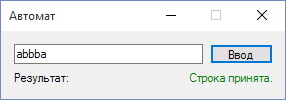 Автомат
abbba
Ввод
Результат:
Строка принята.